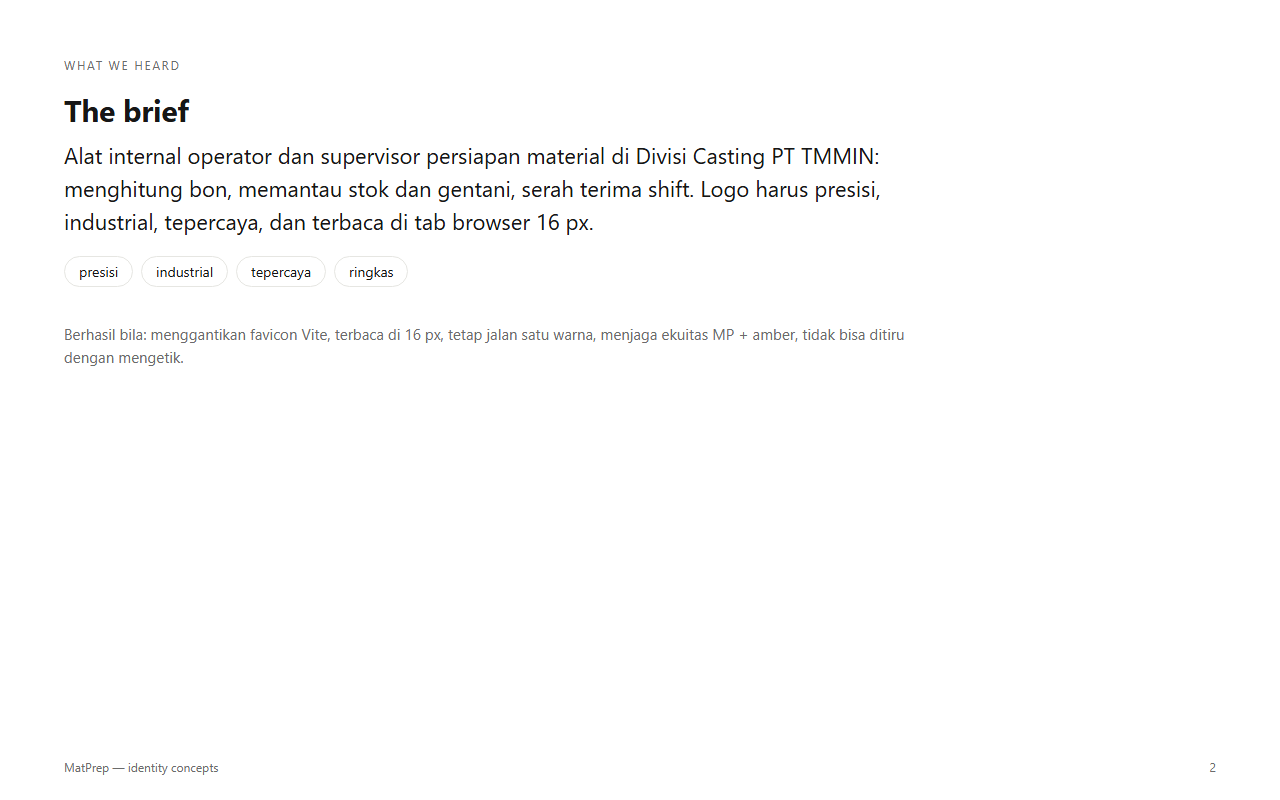 WHAT WE HEARD
The brief
Alat internal operator dan supervisor persiapan material di Divisi Casting PT TMMIN:
menghitung bon, memantau stok dan gentani, serah terima shift. Logo harus presisi,
industrial, tepercaya, dan terbaca di tab browser 16 px.
presisi industrial tepercaya ringkas
Berhasil bila: menggantikan favicon Vite, terbaca di 16 px, tetap jalan satu warna, menjaga ekuitas MP + amber, tidak bisa ditiru
dengan mengetik.
MatPrep — identity concepts 2